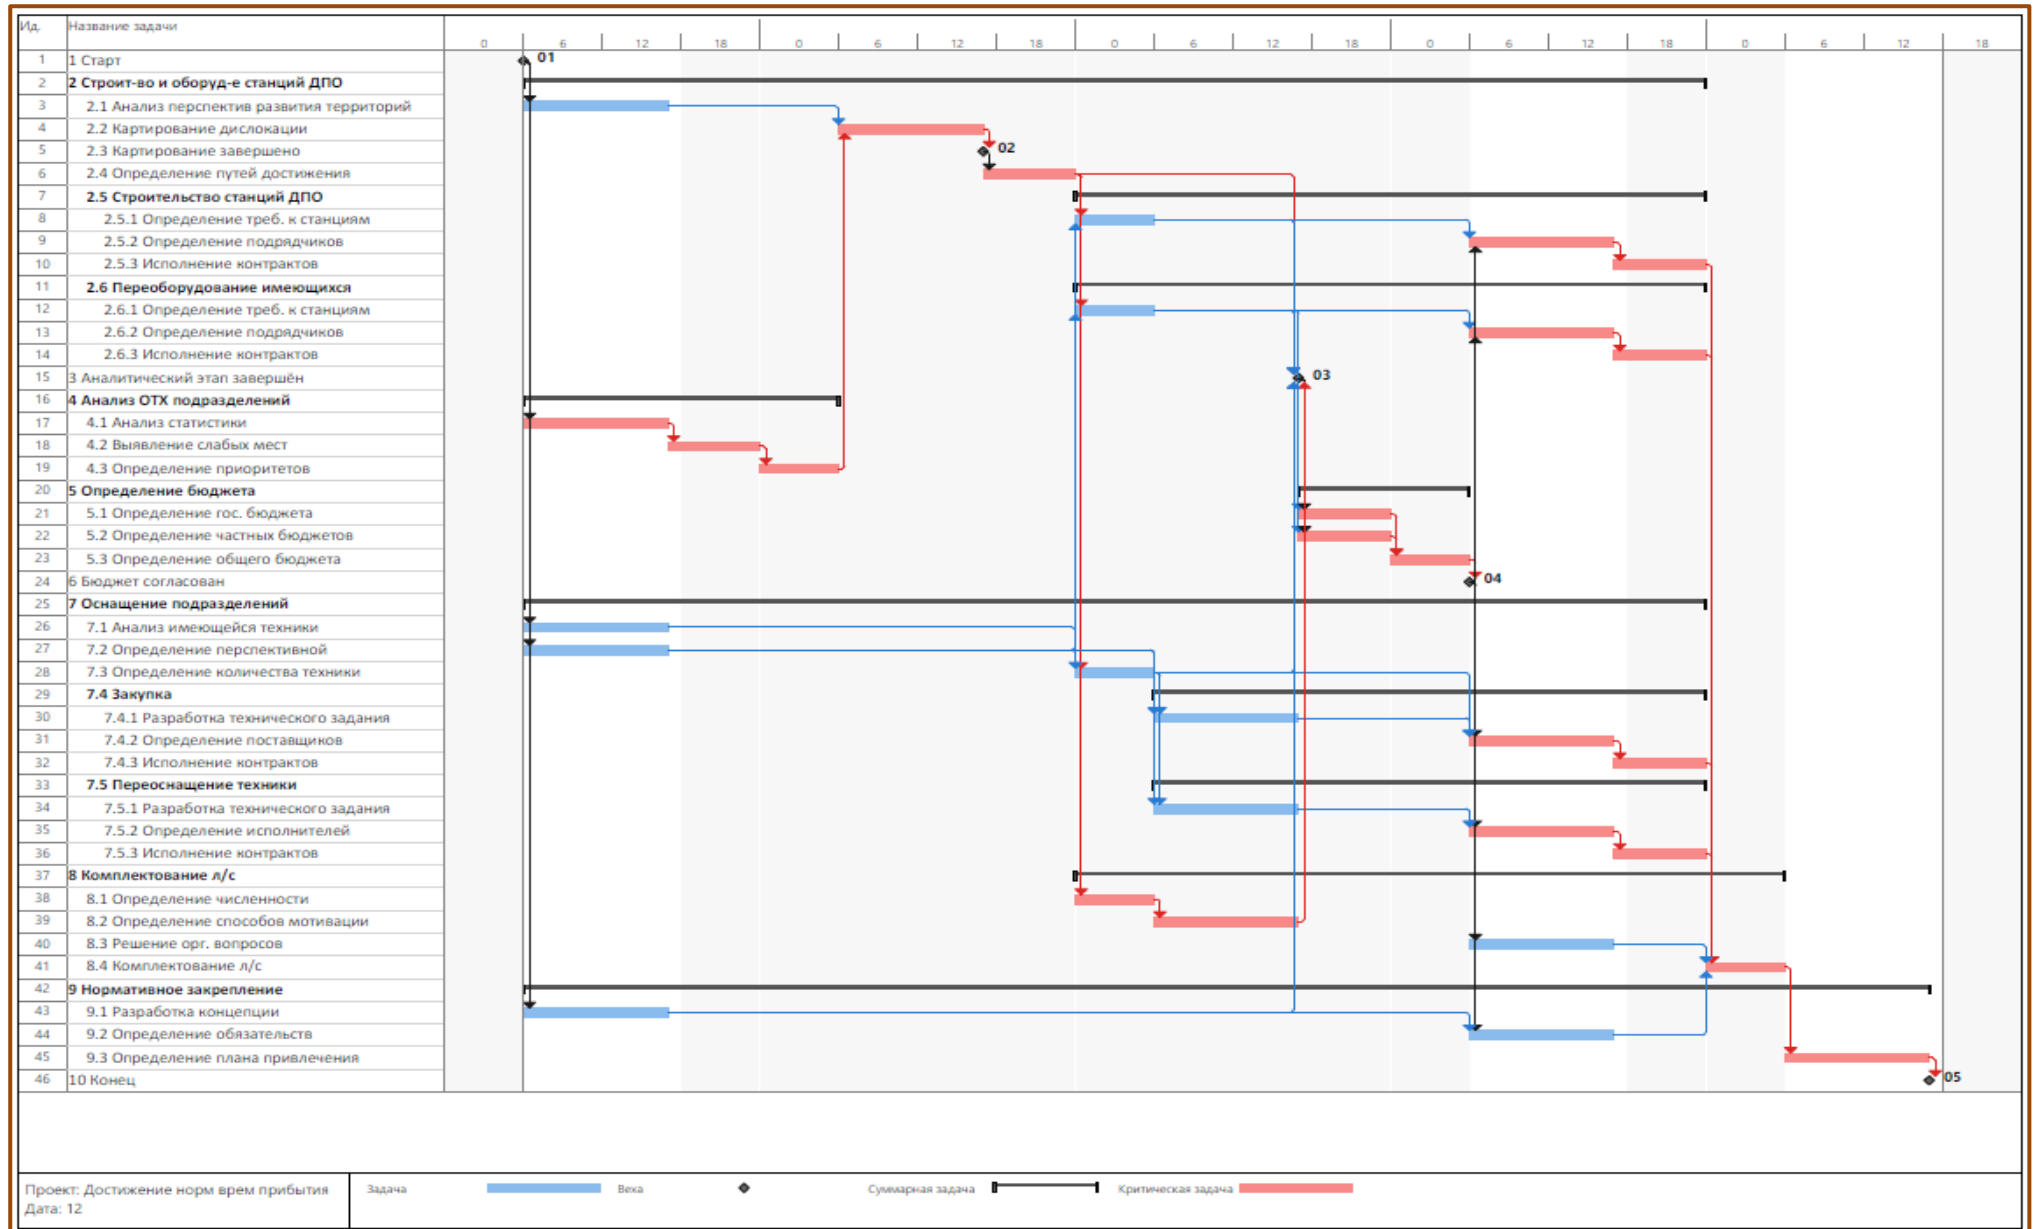 Ид. Название задачи
0 6 12 18 0 6 12 18 0 6 12 18 0 6 12 18 0 6 12 18
1 1 Старт 01
2 2 Строит-во и оборуд-е станций ДПО
3 2.1 Анализ перспектив развития территорий
4 2.2 Картирование дислокации
5 2.3 Картирование завершено 02
6 2.4 Определение путей достижения
7 2.5 Строительство станций ДПО
8 2.5.1 Определение треб. к станциям
9 2.5.2 Определение подрядчиков
10 2.5.3 Исполнение контрактов
11 2.6 Переоборудование имеющихся
12 2.6.1 Определение треб. к станциям
13 2.6.2 Определение подрядчиков
14 2.6.3 Исполнение контрактов
15 3 Аналитический этап завершён 03
16 4 Анализ ОТХ подразделений
17 4.1 Анализ статистики
18 4.2 Выявление слабых мест
19 4.3 Определение приоритетов
20 5 Определение бюджета
21 5.1 Определение гос. бюджета
22 5.2 Определение частных бюджетов
23 5.3 Определение общего бюджета
24 6 Бюджет согласован 04
25 7 Оснащение подразделений
26 7.1 Анализ имеющейся техники
27 7.2 Определение перспективной
28 7.3 Определение количества техники
29 7.4 Закупка
30 7.4.1 Разработка технического задания
31 7.4.2 Определение поставщиков
32 7.4.3 Исполнение контрактов
33 7.5 Переоснащение техники
34 7.5.1 Разработка технического задания
35 7.5.2 Определение исполнителей
36 7.5.3 Исполнение контрактов
37 8 Комплектование л/с
38 8.1 Определение численности
39 8.2 Определение способов мотивации
40 8.3 Решение орг. вопросов
41 8.4 Комплектование л/с
42 9 Нормативное закрепление
43 9.1 Разработка концепции
44 9.2 Определение обязательств
45 9.3 Определение плана привлечения
46 10 Конец 05
Проект: Достижение норм врем прибытия
Дата: 12
Задача Веха Суммарная задача Критическая задача